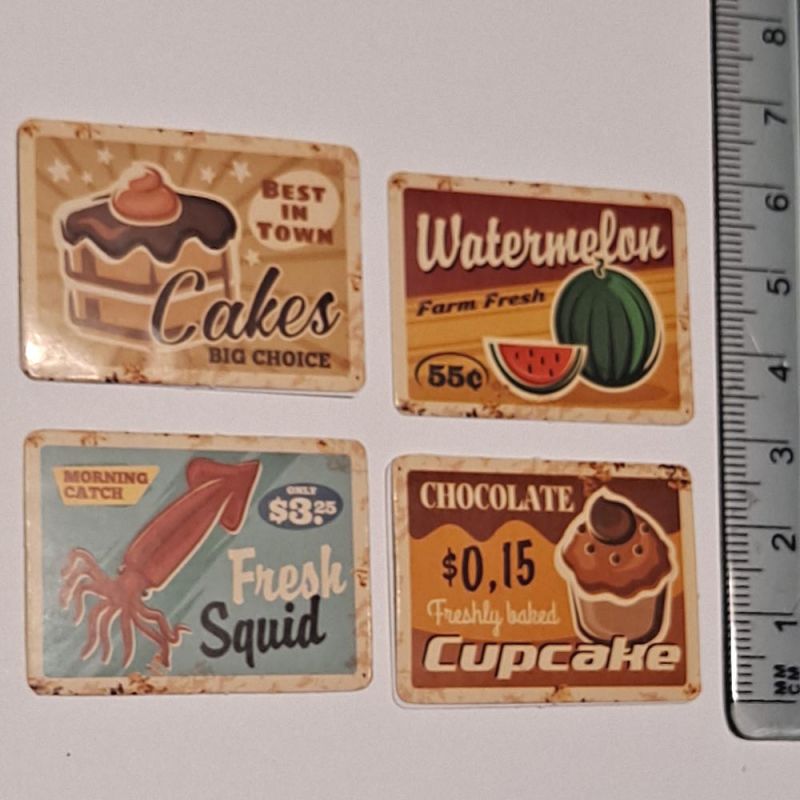 BEST
IN
TOWN
Cakes
BIG CHOICE
Watermelon
Farm Fresh
55¢
MORNING
CATCH
ONLY
$3.25
Fresh
Squid
CHOCOLATE
$0,15
Freshly baked
Cupcake
8
7
6
5
4
3
2
1
MM
CM